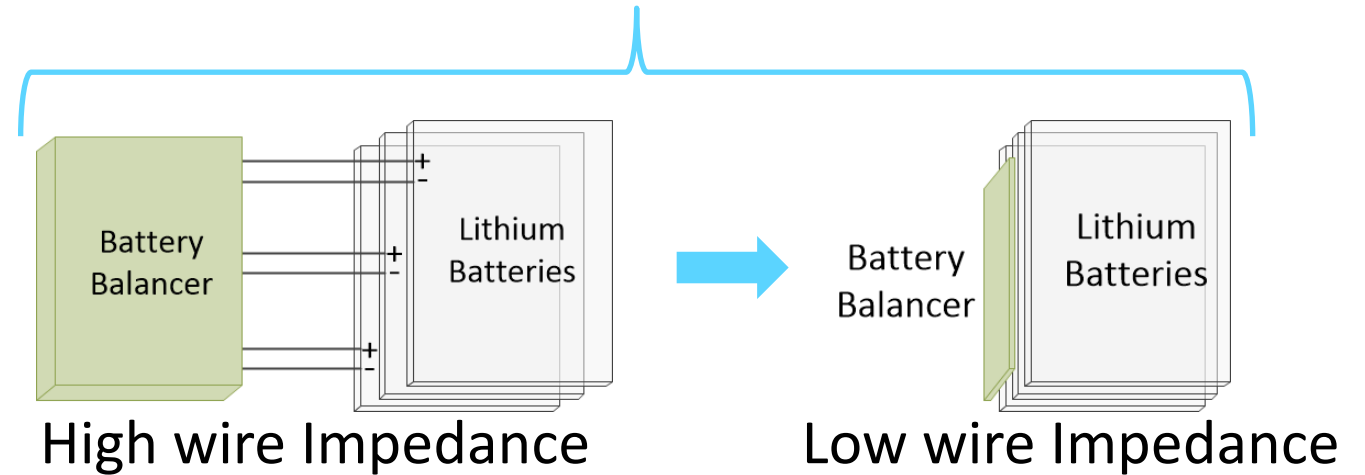 Battery
Balancer
+
-
+
-
+
-
Lithium
Batteries
High wire Impedance
Battery
Balancer
Lithium
Batteries
Low wire Impedance